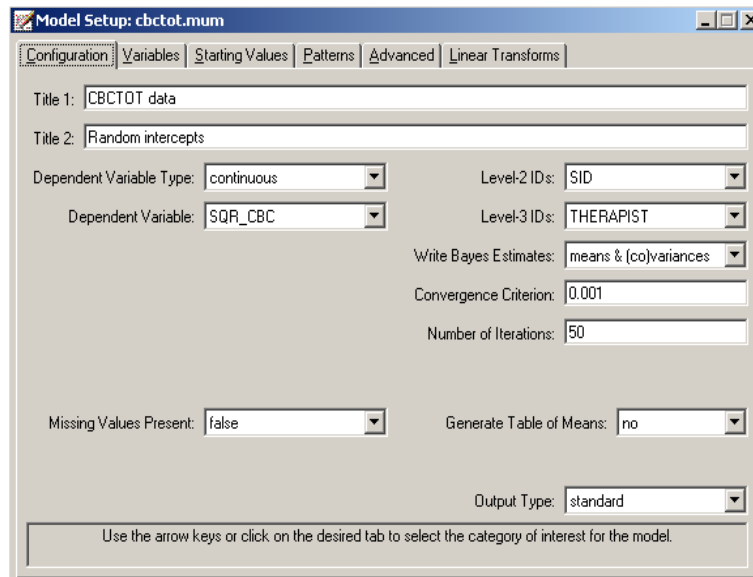 Model Setup: cbctot.mum
Configuration Variables Starting Values Patterns Advanced Linear Transforms
Title 1: CBCTOT data
Title 2: Random intercepts
Dependent Variable Type: continuous Level-2 IDs: SID
Dependent Variable: SQR_CBC Level-3 IDs: THERAPIST
Write Bayes Estimates: means & (co)variances
Convergence Criterion: 0.001
Number of Iterations: 50
Missing Values Present: false Generate Table of Means: no
Output Type: standard
Use the arrow keys or click on the desired tab to select the category of interest for the model.